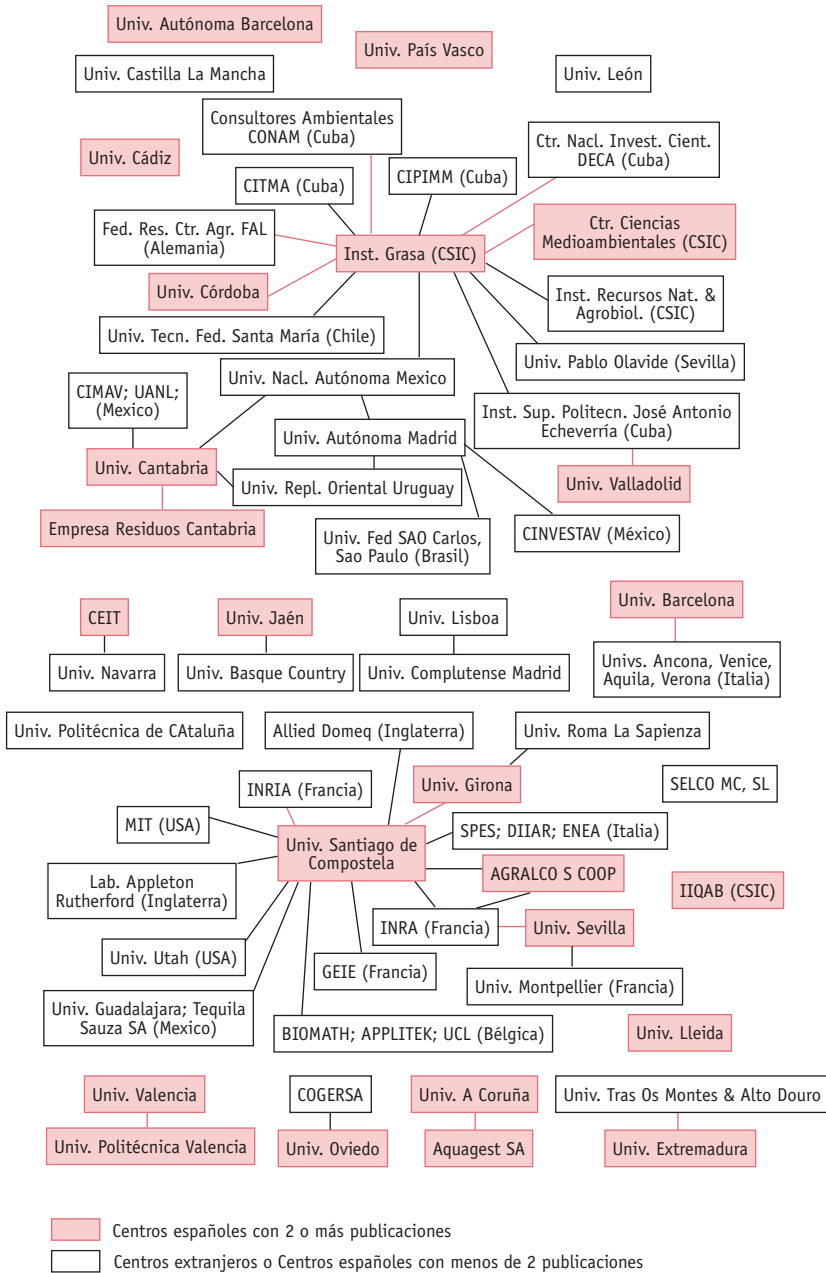 Univ. Autónoma Barcelona
Univ. País Vasco
Univ. Castilla La Mancha
Univ. León
Consultores Ambientales
CONAM (Cuba)
Ctr. Nacl. Invest. Cient.
DECA (Cuba)
Univ. Cádiz
CITMA (Cuba)
CIPIMM (Cuba)
Fed. Res. Ctr. Agr. FAL
(Alemania)
Inst. Grasa (CSIC)
Ctr. Ciencias
Medioambientales (CSIC)
Univ. Córdoba
Inst. Recursos Nat. &
Agrobiol. (CSIC)
Univ. Tecn. Fed. Santa María (Chile)
Univ. Pablo Olavide (Sevilla)
Univ. Nacl. Autónoma Mexico
CIMAV; UANL;
(Mexico)
Inst. Sup. Politecn. José Antonio
Echeverría (Cuba)
Univ. Autónoma Madrid
Univ. Cantabria
Univ. Repl. Oriental Uruguay
Univ. Valladolid
Empresa Residuos Cantabria
Univ. Fed SAO Carlos,
Sao Paulo (Brasil)
CINVESTAV (México)
CEIT
Univ. Jaén
Univ. Lisboa
Univ. Barcelona
Univ. Navarra
Univ. Basque Country
Univ. Complutense Madrid
Univs. Ancona, Venice,
Aquila, Verona (Italia)
Univ. Politécnica de CAtaluña
Allied Domeq (Inglaterra)
Univ. Roma La Sapienza
INRIA (Francia)
Univ. Girona
SELCO MC, SL
MIT (USA)
Univ. Santiago de
Compostela
SPES; DIIAR; ENEA (Italia)
Lab. Appleton
Rutherford (Inglaterra)
AGRALCO S COOP
IIQAB (CSIC)
INRA (Francia)
Univ. Sevilla
Univ. Utah (USA)
GEIE (Francia)
Univ. Montpellier (Francia)
Univ. Guadalajara; Tequila
Sauza SA (Mexico)
BIOMATH; APPLITEK; UCL (Bélgica)
Univ. Lleida
Univ. Valencia
COGERSA
Univ. A Coruña
Univ. Tras Os Montes & Alto Douro
Univ. Politécnica Valencia
Univ. Oviedo
Aquagest SA
Univ. Extremadura
Centros españoles con 2 o más publicaciones
Centros extranjeros o Centros españoles con menos de 2 publicaciones